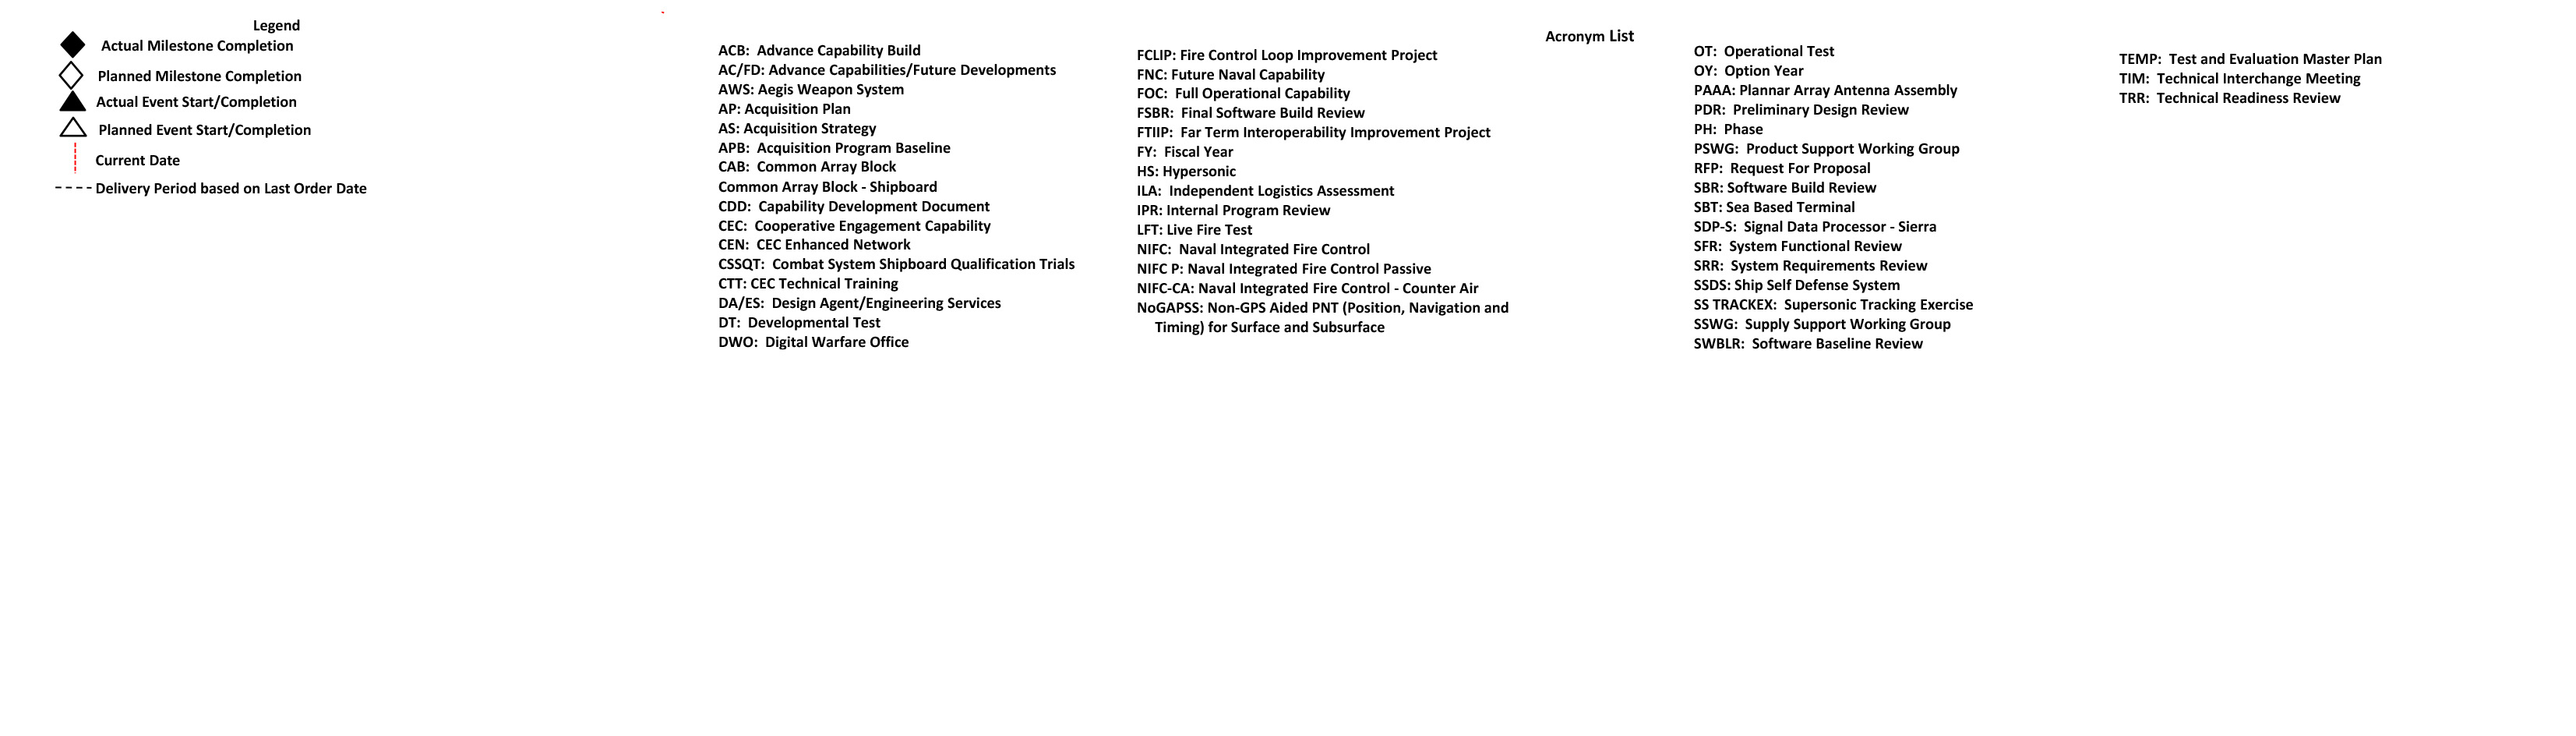 Legend
Actual Milestone Completion
Planned Milestone Completion
Actual Event Start/Completion
Planned Event Start/Completion
Current Date
Delivery Period based on Last Order Date
Acronym List
ACB: Advance Capability Build
AC/FD: Advance Capabilities/Future Developments
AWS: Aegis Weapon System
AP: Acquisition Plan
AS: Acquisition Strategy
APB: Acquisition Program Baseline
CAB: Common Array Block
Common Array Block - Shipboard
CDD: Capability Development Document
CEC: Cooperative Engagement Capability
CEN: CEC Enhanced Network
CSSQT: Combat System Shipboard Qualification Trials
CTT: CEC Technical Training
DA/ES: Design Agent/Engineering Services
DT: Developmental Test
DWO: Digital Warfare Office
FCLIP: Fire Control Loop Improvement Project
FNC: Future Naval Capability
FOC: Full Operational Capability
FSBR: Final Software Build Review
FTIIP: Far Term Interoperability Improvement Project
FY: Fiscal Year
HS: Hypersonic
ILA: Independent Logistics Assessment
IPR: Internal Program Review
LFT: Live Fire Test
NIFC: Naval Integrated Fire Control
NIFC P: Naval Integrated Fire Control Passive
NIFC-CA: Naval Integrated Fire Control - Counter Air
NoGAPSS: Non-GPS Aided PNT (Position, Navigation and
Timing) for Surface and Subsurface
OT: Operational Test
OY: Option Year
PAAA: Plannar Array Antenna Assembly
PDR: Preliminary Design Review
PH: Phase
PSWG: Product Support Working Group
RFP: Request For Proposal
SBR: Software Build Review
SBT: Sea Based Terminal
SDP-S: Signal Data Processor - Sierra
SFR: System Functional Review
SRR: System Requirements Review
SSDS: Ship Self Defense System
SS TRACKEX: Supersonic Tracking Exercise
SSWG: Supply Support Working Group
SWBLR: Software Baseline Review
TEMP: Test and Evaluation Master Plan
TIM: Technical Interchange Meeting
TRR: Technical Readiness Review